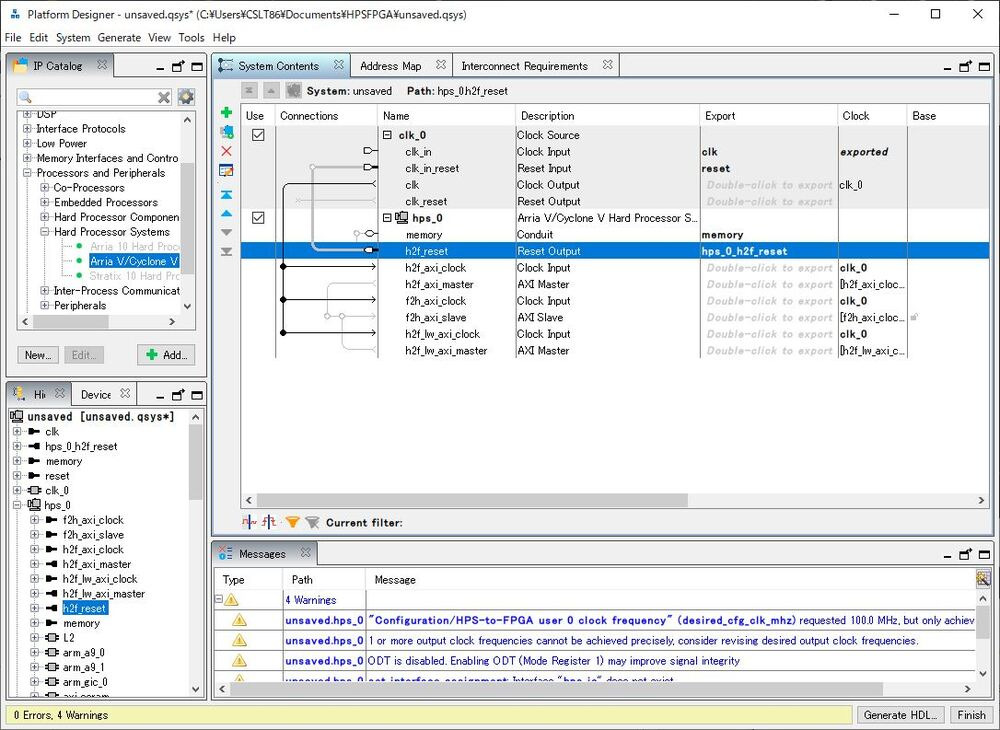 Platform Designer - unsaved.qsys* (C:¥Users¥CSLT86¥Documents¥HPSFPGA¥unsaved.qsys)
File Edit System Generate View Tools Help
IP Catalog
DSP
Interface Protocols
Low Power
Memory Interfaces and Contro
Processors and Peripherals
Co-Processors
Embedded Processors
Hard Processor Componen
Hard Processor Systems
Arria 10 Hard Proc
Arria V/Cyclone V
Stratix 10 Hard Pro
Inter-Process Communicat
Peripherals
New... Edit... Add...
System Contents Address Map Interconnect Requirements
System: unsaved Path: hps_0.h2f_reset
Use Connections Name Description Export Clock Base
clk_0 Clock Source
clk_in Clock Input clk exported
clk_in_reset Reset Input reset
clk Clock Output Double-click to export clk_0
clk_reset Reset Output Double-click to export
hps_0 Arria V/Cyclone V Hard Processor S...
memory Conduit memory
h2f_reset Reset Output hps_0_h2f_reset
h2f_axi_clock Clock Input Double-click to export clk_0
h2f_axi_master AXI Master Double-click to export [h2f_axi_cloc...
f2h_axi_clock Clock Input Double-click to export clk_0
f2h_axi_slave AXI Slave Double-click to export [f2h_axi_cloc...
h2f_lw_axi_clock Clock Input Double-click to export clk_0
h2f_lw_axi_master AXI Master Double-click to export [h2f_lw_axi_c...
Current filter:
Hi Device
unsaved [unsaved.qsys*]
clk
hps_0_h2f_reset
memory
reset
clk_0
hps_0
f2h_axi_clock
f2h_axi_slave
h2f_axi_clock
h2f_axi_master
h2f_lw_axi_clock
h2f_lw_axi_master
h2f_reset
memory
L2
arm_a9_0
arm_a9_1
arm_gic_0
axi_ocram
Messages
Type Path Message
4 Warnings
unsaved.hps_0 "Configuration/HPS-to-FPGA user 0 clock frequency" (desired_cfg_clk_mhz) requested 100.0 MHz, but only achiev
unsaved.hps_0 1 or more output clock frequencies cannot be achieved precisely, consider revising desired output clock frequencies.
unsaved.hps_0 ODT is disabled. Enabling ODT (Mode Register 1) may improve signal integrity
unsaved.hps_0 set_interface_assignment: Interface "hps_io" does not exist
0 Errors, 4 Warnings
Generate HDL... Finish